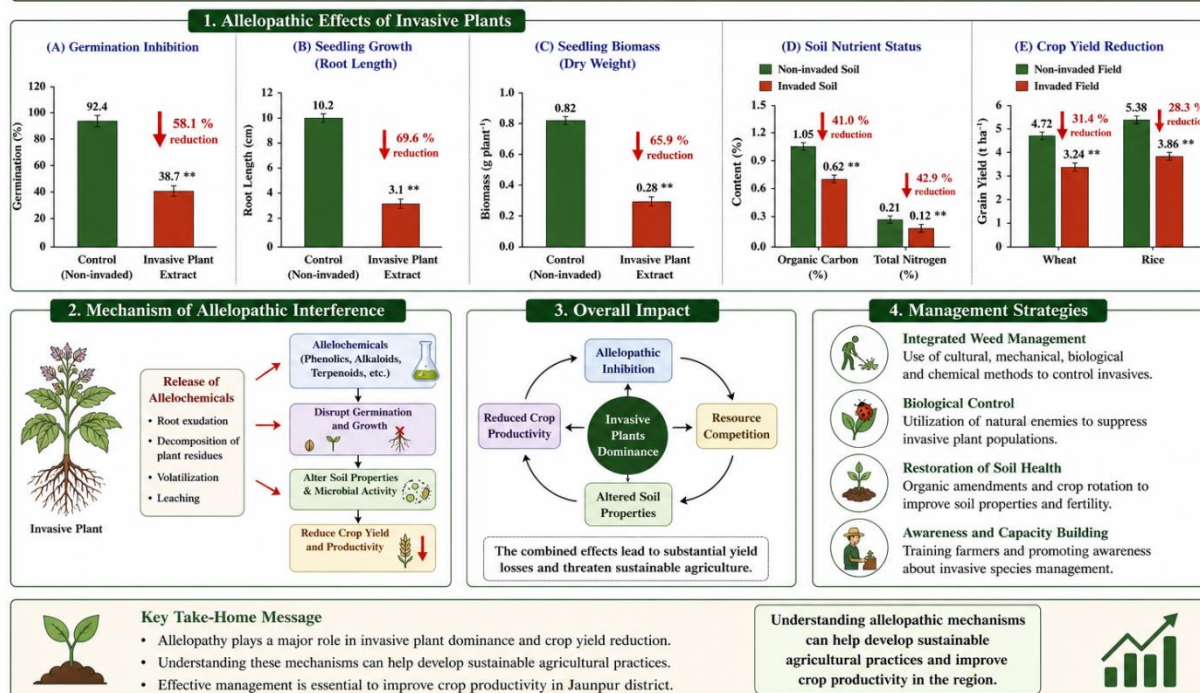 1. Allelopathic Effects of Invasive Plants
(A) Germination Inhibition
Germination (%)
120
100
80
60
40
20
0
92.4
58.1 %
reduction
38.7 **
Control
(Non-invaded)
Invasive Plant
Extract
(B) Seedling Growth
(Root Length)
Root Length (cm)
12
10
8
6
4
2
0
10.2
69.6 %
reduction
3.1 **
Control
(Non-invaded)
Invasive Plant
Extract
(C) Seedling Biomass
(Dry Weight)
Biomass (g plant⁻¹)
1.0
0.8
0.6
0.4
0.2
0.0
0.82
65.9 %
reduction
0.28 **
Control
(Non-invaded)
Invasive Plant
Extract
(D) Soil Nutrient Status
Non-invaded Soil
Invaded Soil
Content (%)
1.5
1.2
0.9
0.6
0.3
0.0
1.05
41.0 %
reduction
0.62 **
0.21
42.9 %
reduction
0.12 **
Organic Carbon
(%)
Total Nitrogen
(%)
(E) Crop Yield Reduction
Non-invaded Field
Invaded Field
Grain Yield (t ha⁻¹)
6
5
4
3
2
1
0
4.72
31.4 %
reduction
3.24 **
5.38
28.3 %
reduction
3.86 **
Wheat
Rice
2. Mechanism of Allelopathic Interference
Invasive Plant
Release of
Allelochemicals
• Root exudation
• Decomposition of
plant residues
• Volatilization
• Leaching
Allelochemicals
(Phenolics, Alkaloids,
Terpenoids, etc.)
Disrupt Germination
and Growth
Alter Soil Properties
& Microbial Activity
Reduce Crop Yield
and Productivity
3. Overall Impact
Allelopathic
Inhibition
Reduced Crop
Productivity
Invasive
Plants
Dominance
Resource
Competition
Altered Soil
Properties
The combined effects lead to substantial yield
losses and threaten sustainable agriculture.
4. Management Strategies
Integrated Weed Management
Use of cultural, mechanical, biological
and chemical methods to control invasives.
Biological Control
Utilization of natural enemies to suppress
invasive plant populations.
Restoration of Soil Health
Organic amendments and crop rotation to
improve soil properties and fertility.
Awareness and Capacity Building
Training farmers and promoting awareness
about invasive species management.
Key Take-Home Message
• Allelopathy plays a major role in invasive plant dominance and crop yield reduction.
• Understanding these mechanisms can help develop sustainable agricultural practices.
• Effective management is essential to improve crop productivity in Jaunpur district.
Understanding allelopathic mechanisms
can help develop sustainable
agricultural practices and improve
crop productivity in the region.